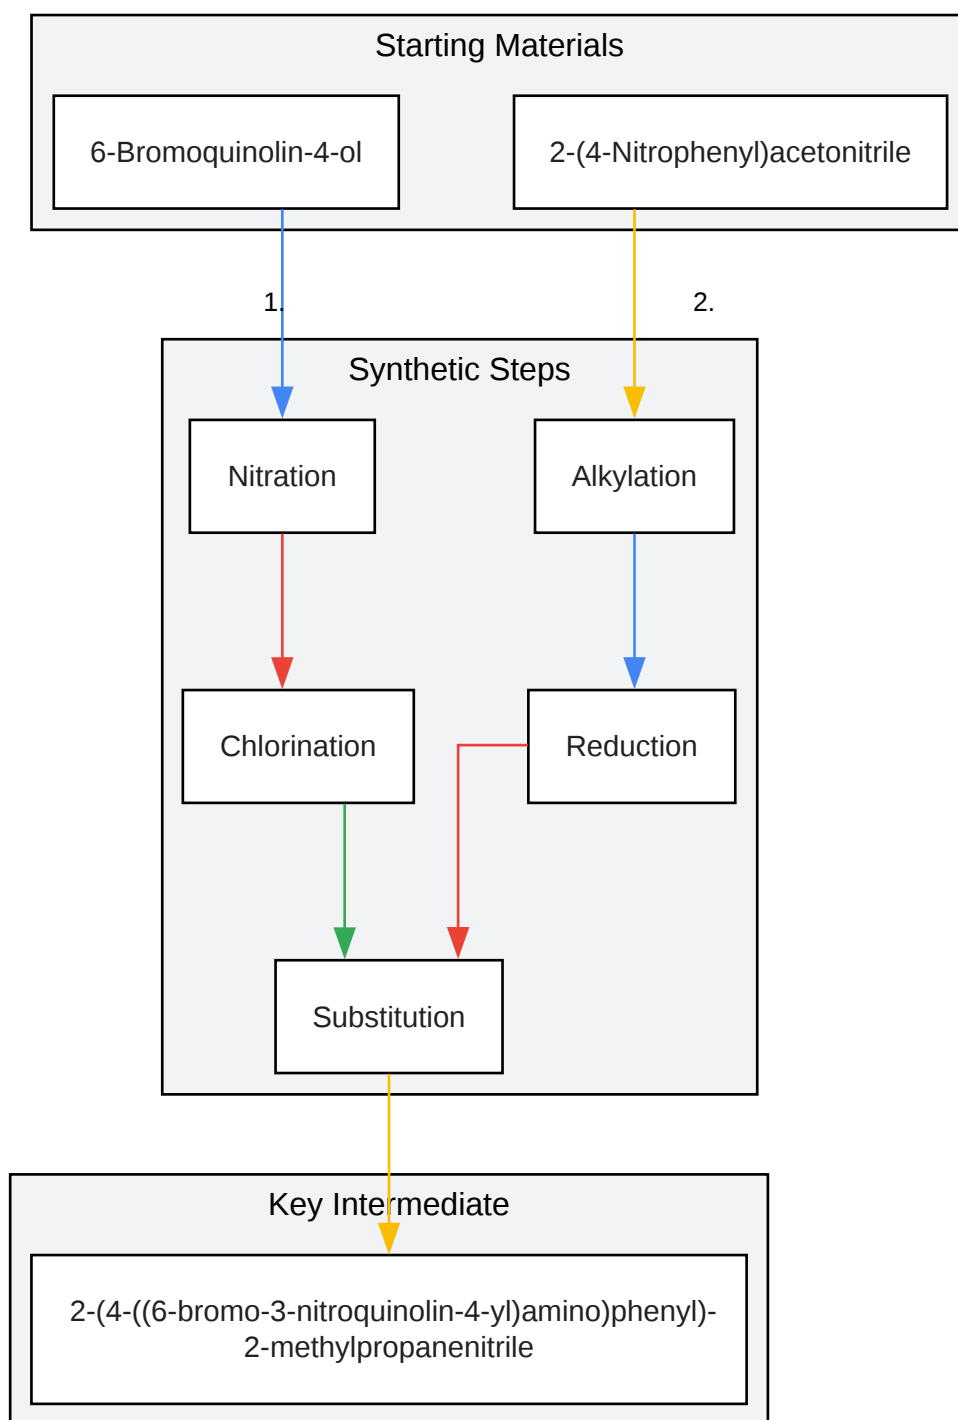 Starting Materials
6-Bromoquinolin-4-ol
2-(4-Nitrophenyl)acetonitrile
1.
2.
Synthetic Steps
Nitration
Alkylation
Chlorination
Reduction
Substitution
Key Intermediate
2-(4-((6-bromo-3-nitroquinolin-4-yl)amino)phenyl)-
2-methylpropanenitrile